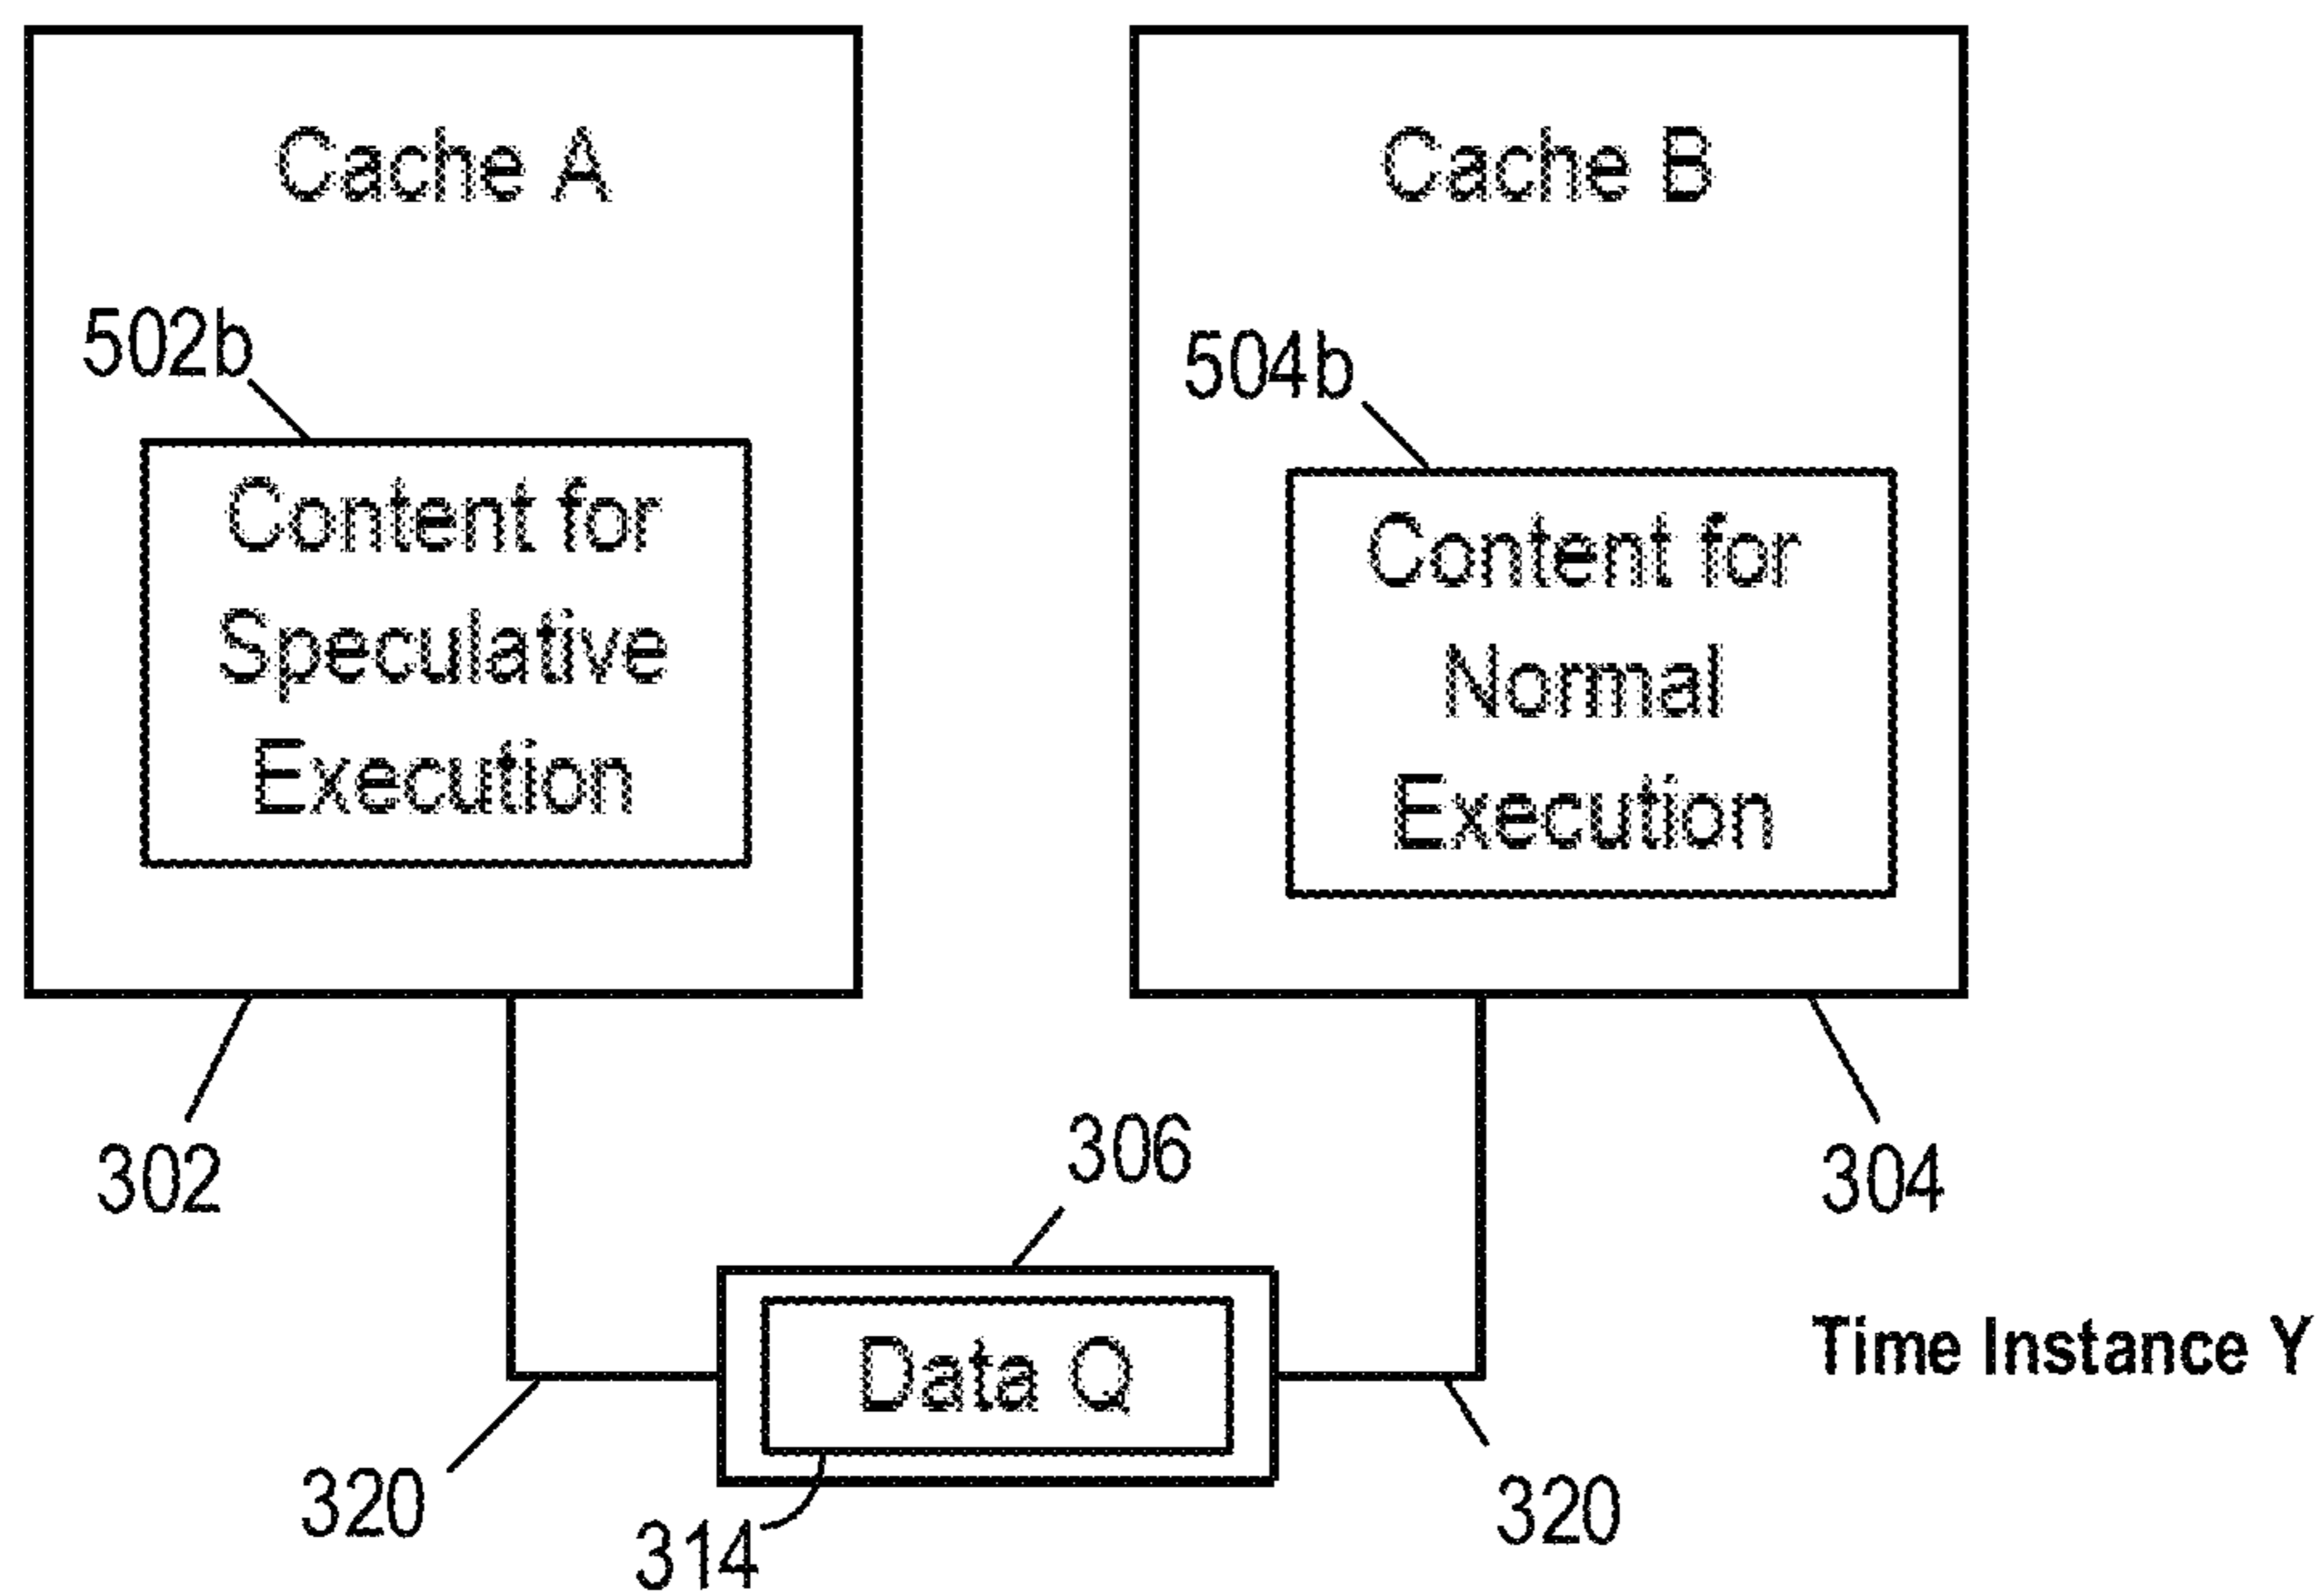 Cache A
Cache B
502b
504b
Content for
Speculative
Execution
Content for
Normal
Execution
302
306
304
Time Instance Y
Data Q
320
314
320